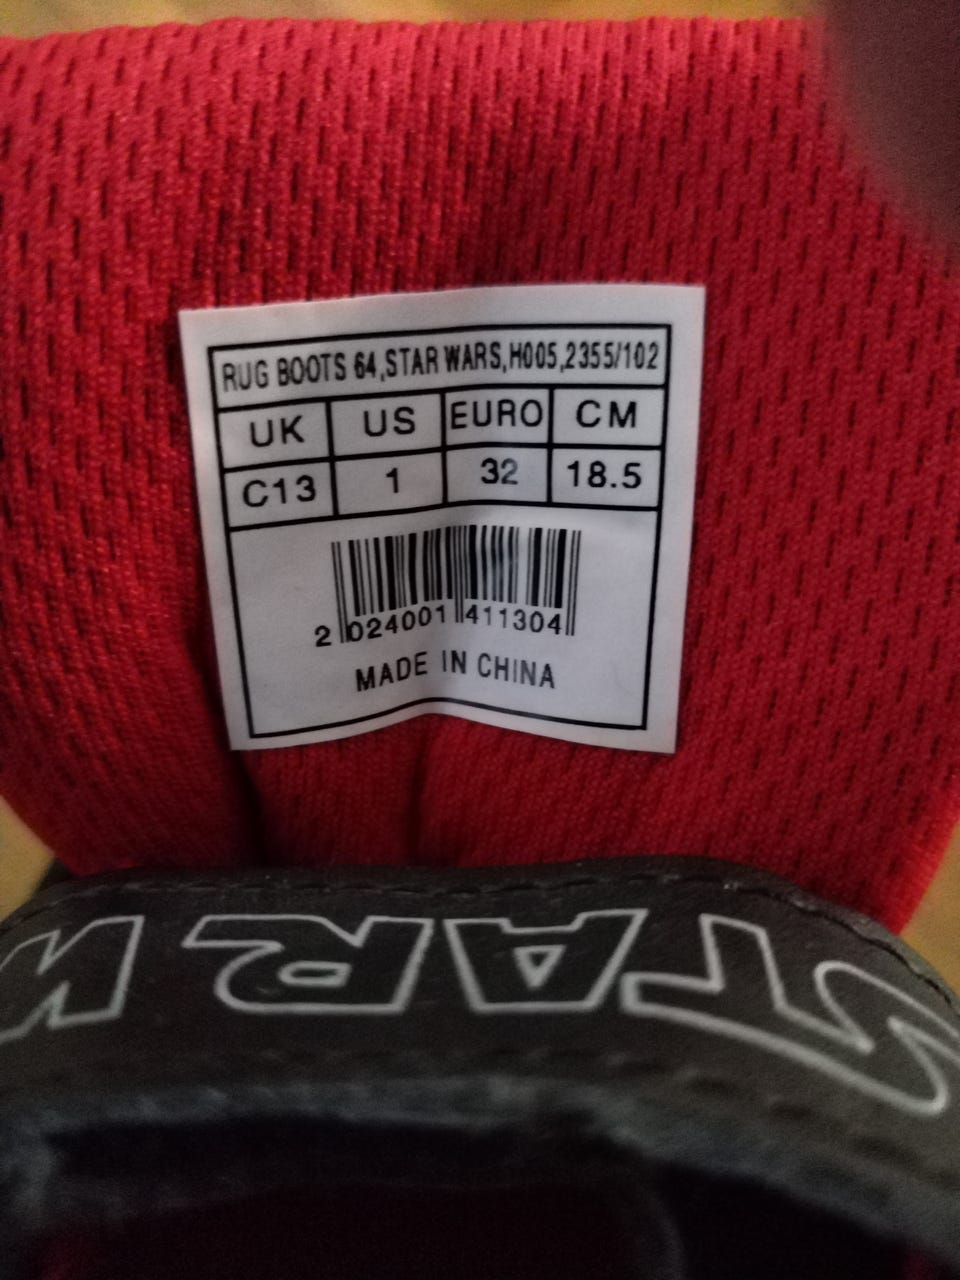 RUG BOOTS 64,STAR WARS,H005,2355/102
UK US EURO CM
C13 1 32 18.5
2 024001 411304
MADE IN CHINA
STAR W